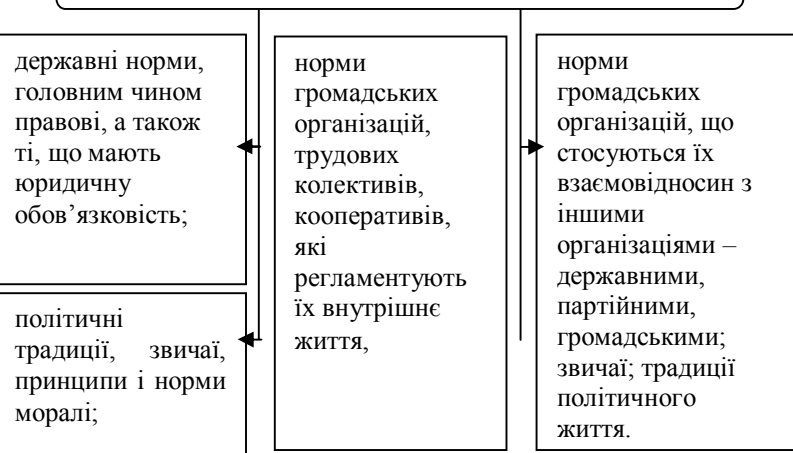 державні норми,
головним чином
правові, а також
ті, що мають
юридичну
обов’язковість;
політичні
традиції, звичаї,
принципи і норми
моралі;
норми
громадських
організацій,
трудових
колективів,
кооперативів,
які
регламентують
їх внутрішнє
життя,
норми
громадських
організацій, що
стосуються їх
взаємовідносин з
іншими
організаціями –
державними,
партійними,
громадськими;
звичаї; традиції
політичного
життя.